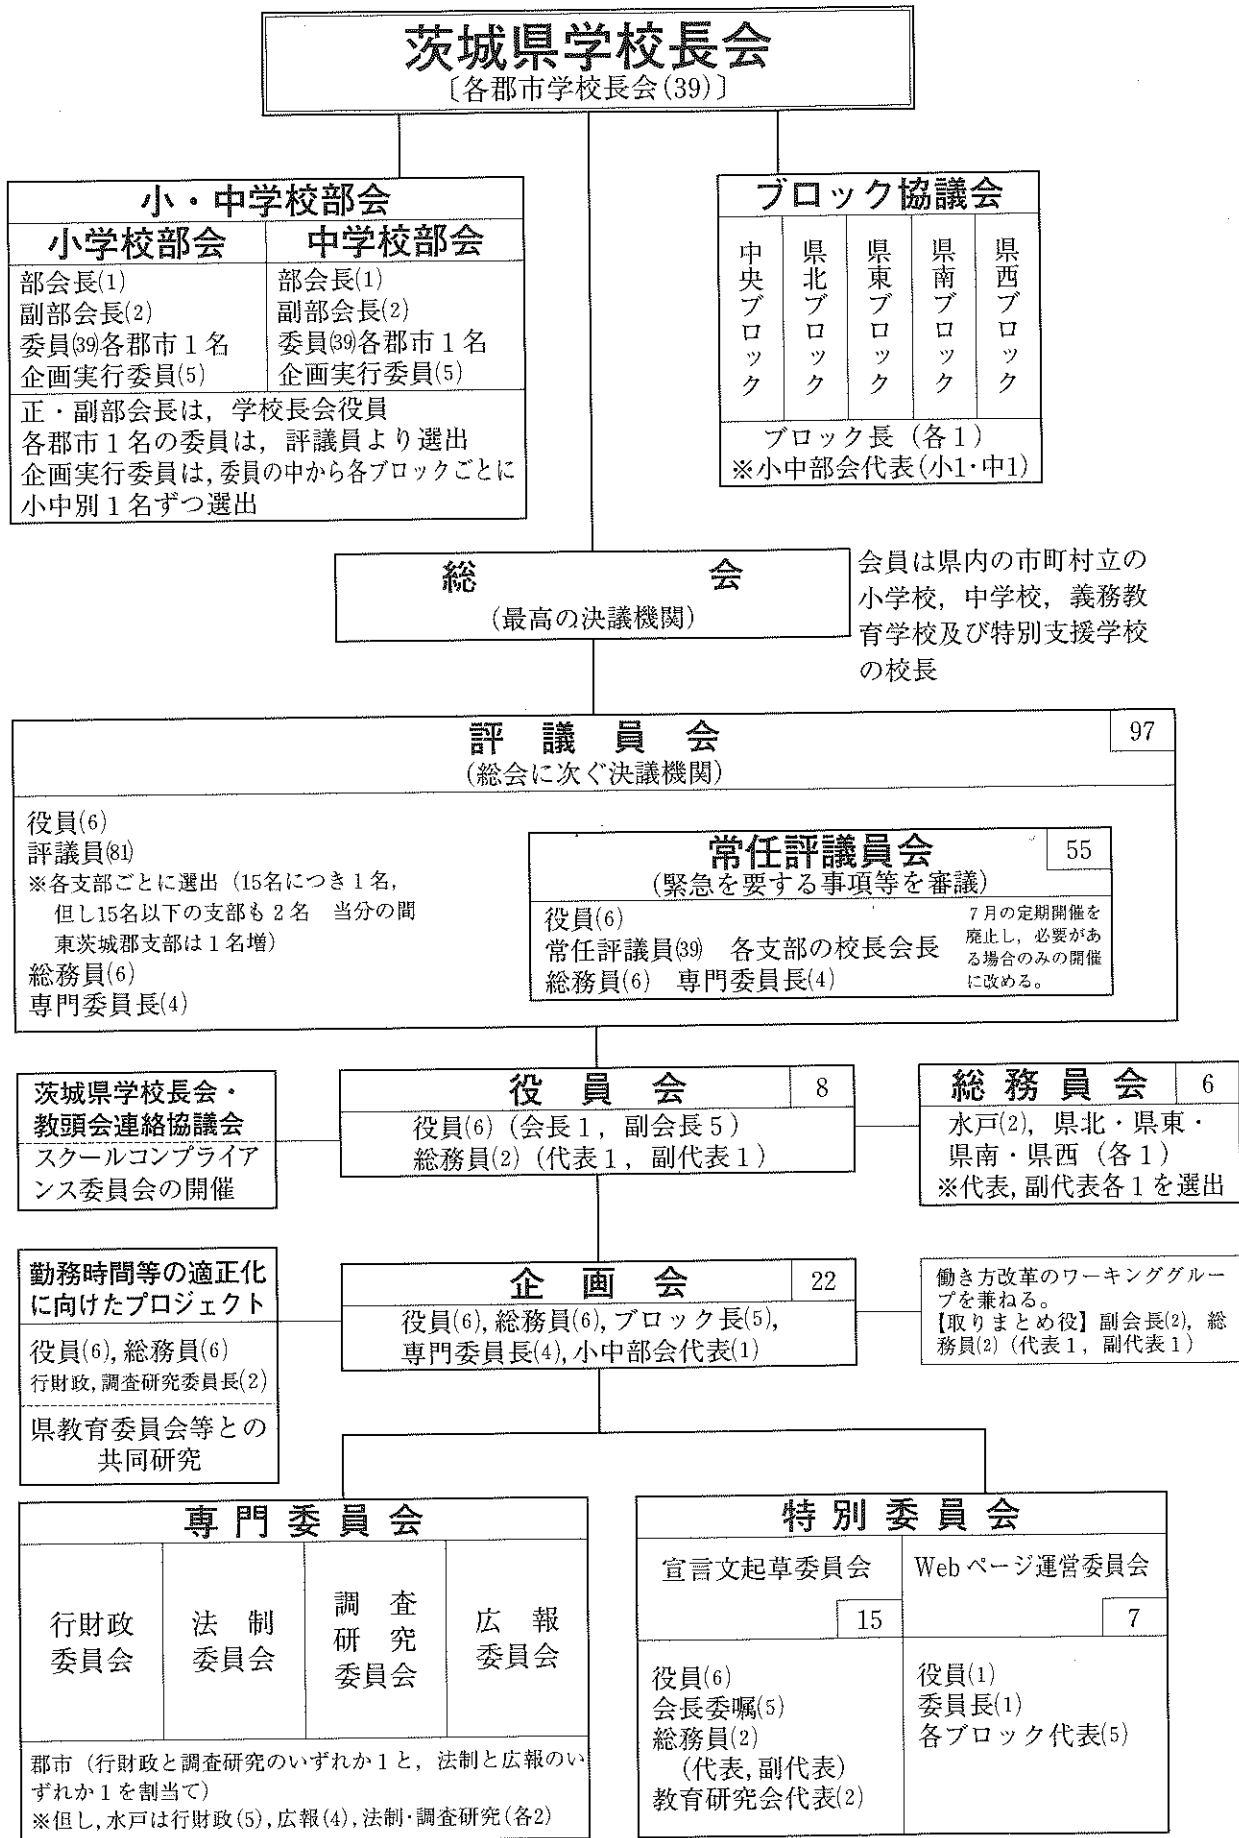 茨城県学校長会
〔各郡市学校長会(39)〕
小・中学校部会
小学校部会
部会長(1)
副部会長(2)
委員(39)各郡市1名
企画実行委員(5)
中学校部会
部会長(1)
副部会長(2)
委員(39)各郡市1名
企画実行委員(5)
正・副部会長は，学校長会役員
各郡市1名の委員は，評議員より選出
企画実行委員は，委員の中から各ブロックごとに
小中別1名ずつ選出
ブロック協議会
中央ブロック
県北ブロック
県東ブロック
県南ブロック
県西ブロック
ブロック長（各1）
※小中部会代表(小1・中1)
総会
(最高の決議機関)
会員は県内の市町村立の
小学校，中学校，義務教
育学校及び特別支援学校
の校長
評議員会
97
(総会に次ぐ決議機関)
役員(6)
評議員(81)
※各支部ごとに選出（15名につき1名，
但し15名以下の支部も2名　当分の間
東茨城郡支部は1名増）
総務員(6)
専門委員長(4)
常任評議員会
55
(緊急を要する事項等を審議)
役員(6)
常任評議員(39)　各支部の校長会長
総務員(6)　専門委員長(4)
7月の定期開催を
廃止し，必要があ
る場合のみの開催
に改める。
茨城県学校長会・
教頭会連絡協議会
スクールコンプライア
ンス委員会の開催
役員会
8
役員(6)（会長1，副会長5）
総務員(2)（代表1，副代表1）
総務員会
6
水戸(2)，県北・県東・
県南・県西（各1）
※代表，副代表各1を選出
勤務時間等の適正化
に向けたプロジェクト
役員(6)，総務員(6)
行財政，調査研究委員長(2)
県教育委員会等との
共同研究
企画会
22
役員(6)，総務員(6)，ブロック長(5)，
専門委員長(4)，小中部会代表(1)
働き方改革のワーキンググルー
プを兼ねる。
【取りまとめ役】副会長(2)，総
務員(2)（代表1，副代表1）
専門委員会
行財政
委員会
法制
委員会
調査
研究
委員会
広報
委員会
郡市（行財政と調査研究のいずれか1と，法制と広報のい
ずれか1を割当て）
※但し，水戸は行財政(5)，広報(4)，法制・調査研究（各2）
特別委員会
宣言文起草委員会
15
役員(6)
会長委嘱(5)
総務員(2)
(代表，副代表)
教育研究会代表(2)
Webページ運営委員会
7
役員(1)
委員長(1)
各ブロック代表(5)